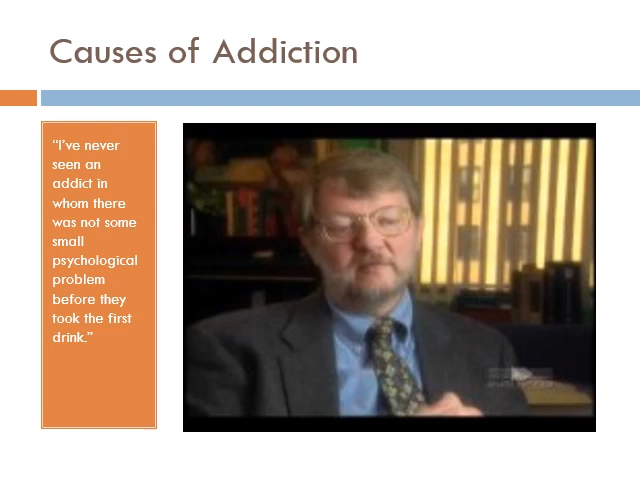 Causes of Addiction
“I’ve never
seen an
addict in
whom there
was not some
small
psychological
problem
before they
took the first
drink.”